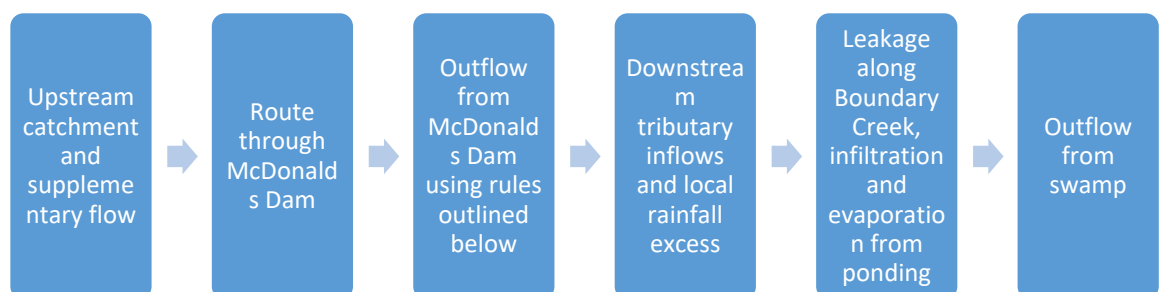 Upstream
catchment
and
suppleme
ntary flow
Route
through
McDonald
s Dam
Outflow
from
McDonald
s Dam
using rules
outlined
below
Downstrea
m
tributary
inflows
and local
rainfall
excess
Leakage
along
Boundary
Creek,
infiltration
and
evaporatio
n from
ponding
Outflow
from
swamp